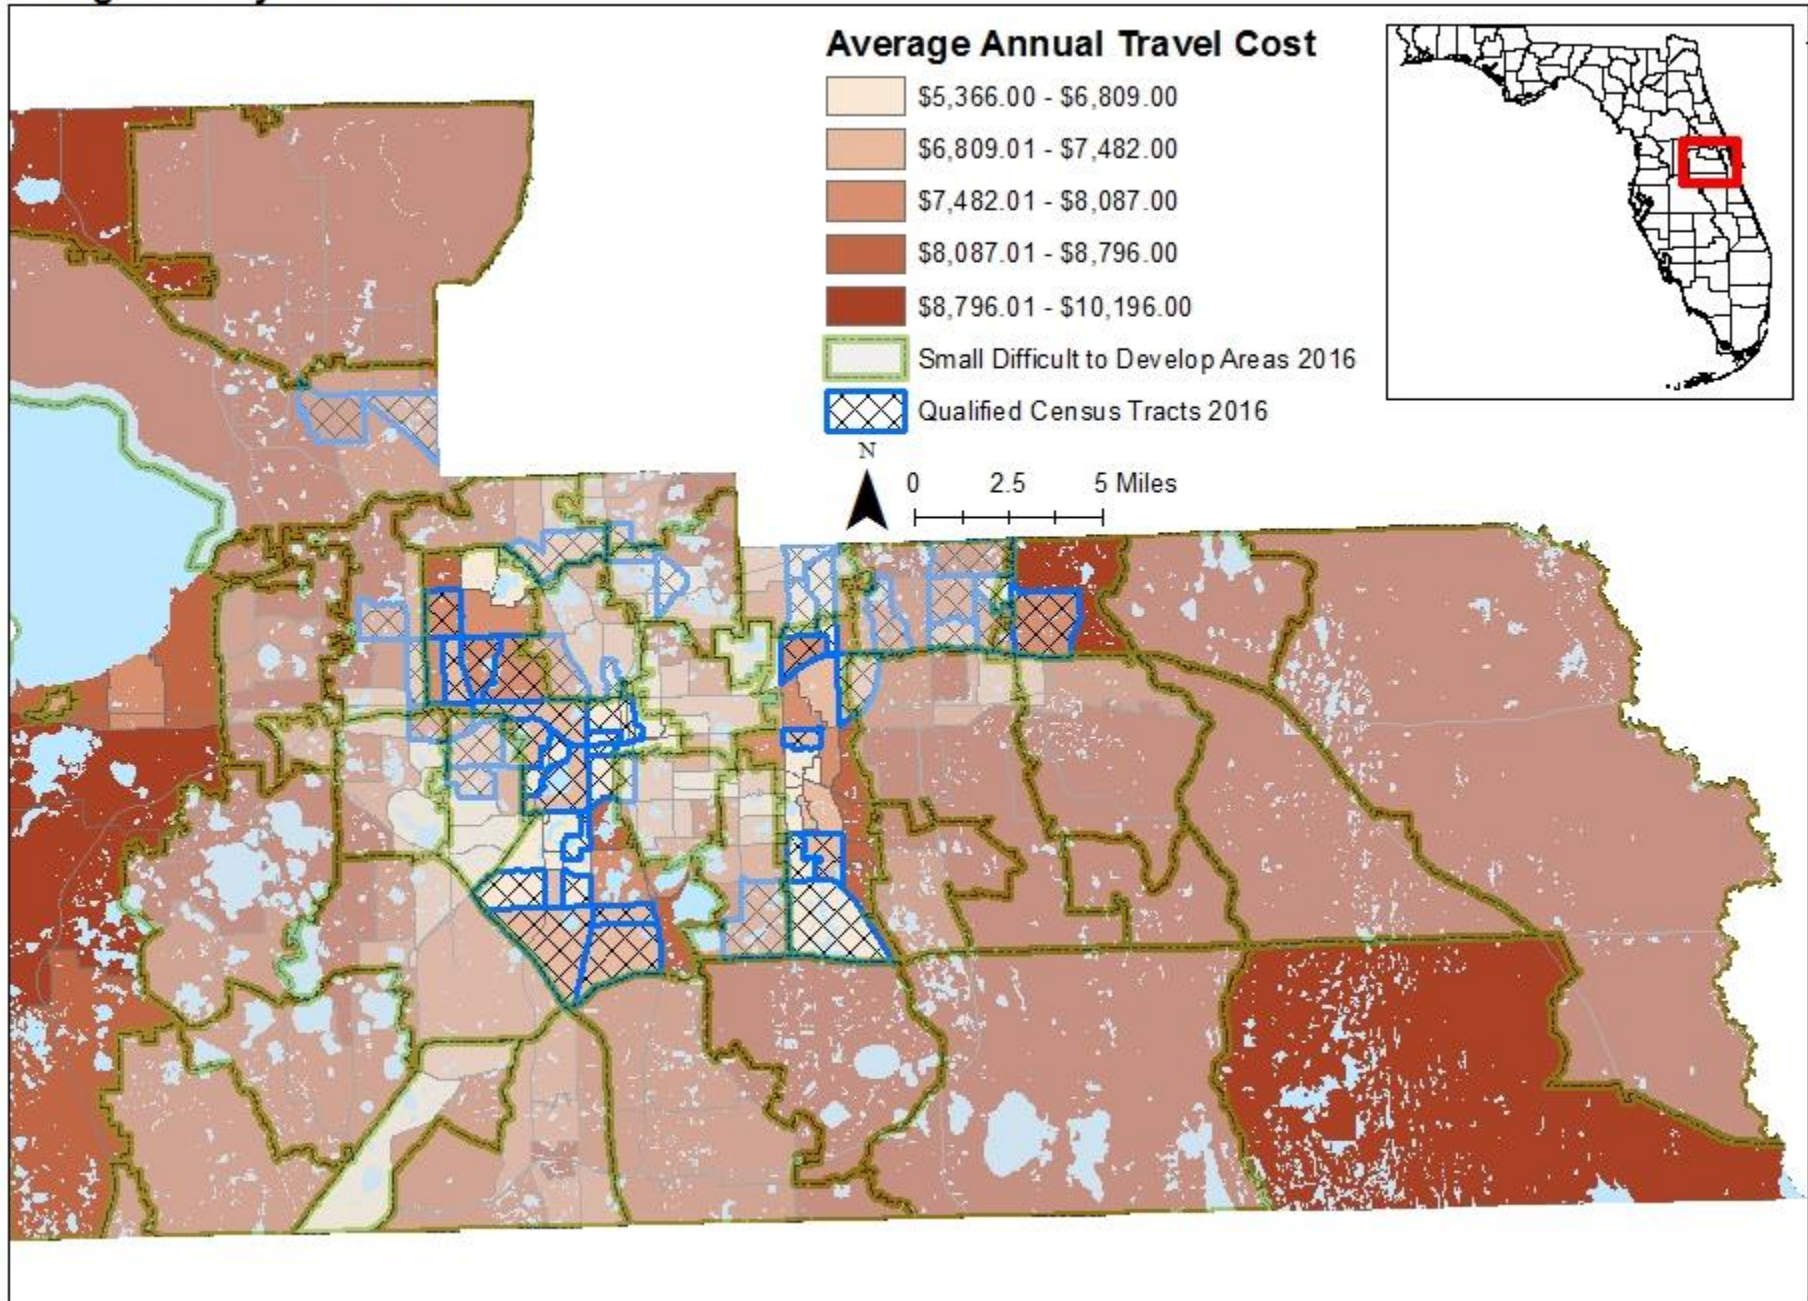 Average Annual Travel Cost
$5,366.00 - $6,809.00
$6,809.01 - $7,482.00
$7,482.01 - $8,087.00
$8,087.01 - $8,796.00
$8,796.01 - $10,196.00
Small Difficult to Develop Areas 2016
Qualified Census Tracts 2016
N
0 2.5 5 Miles